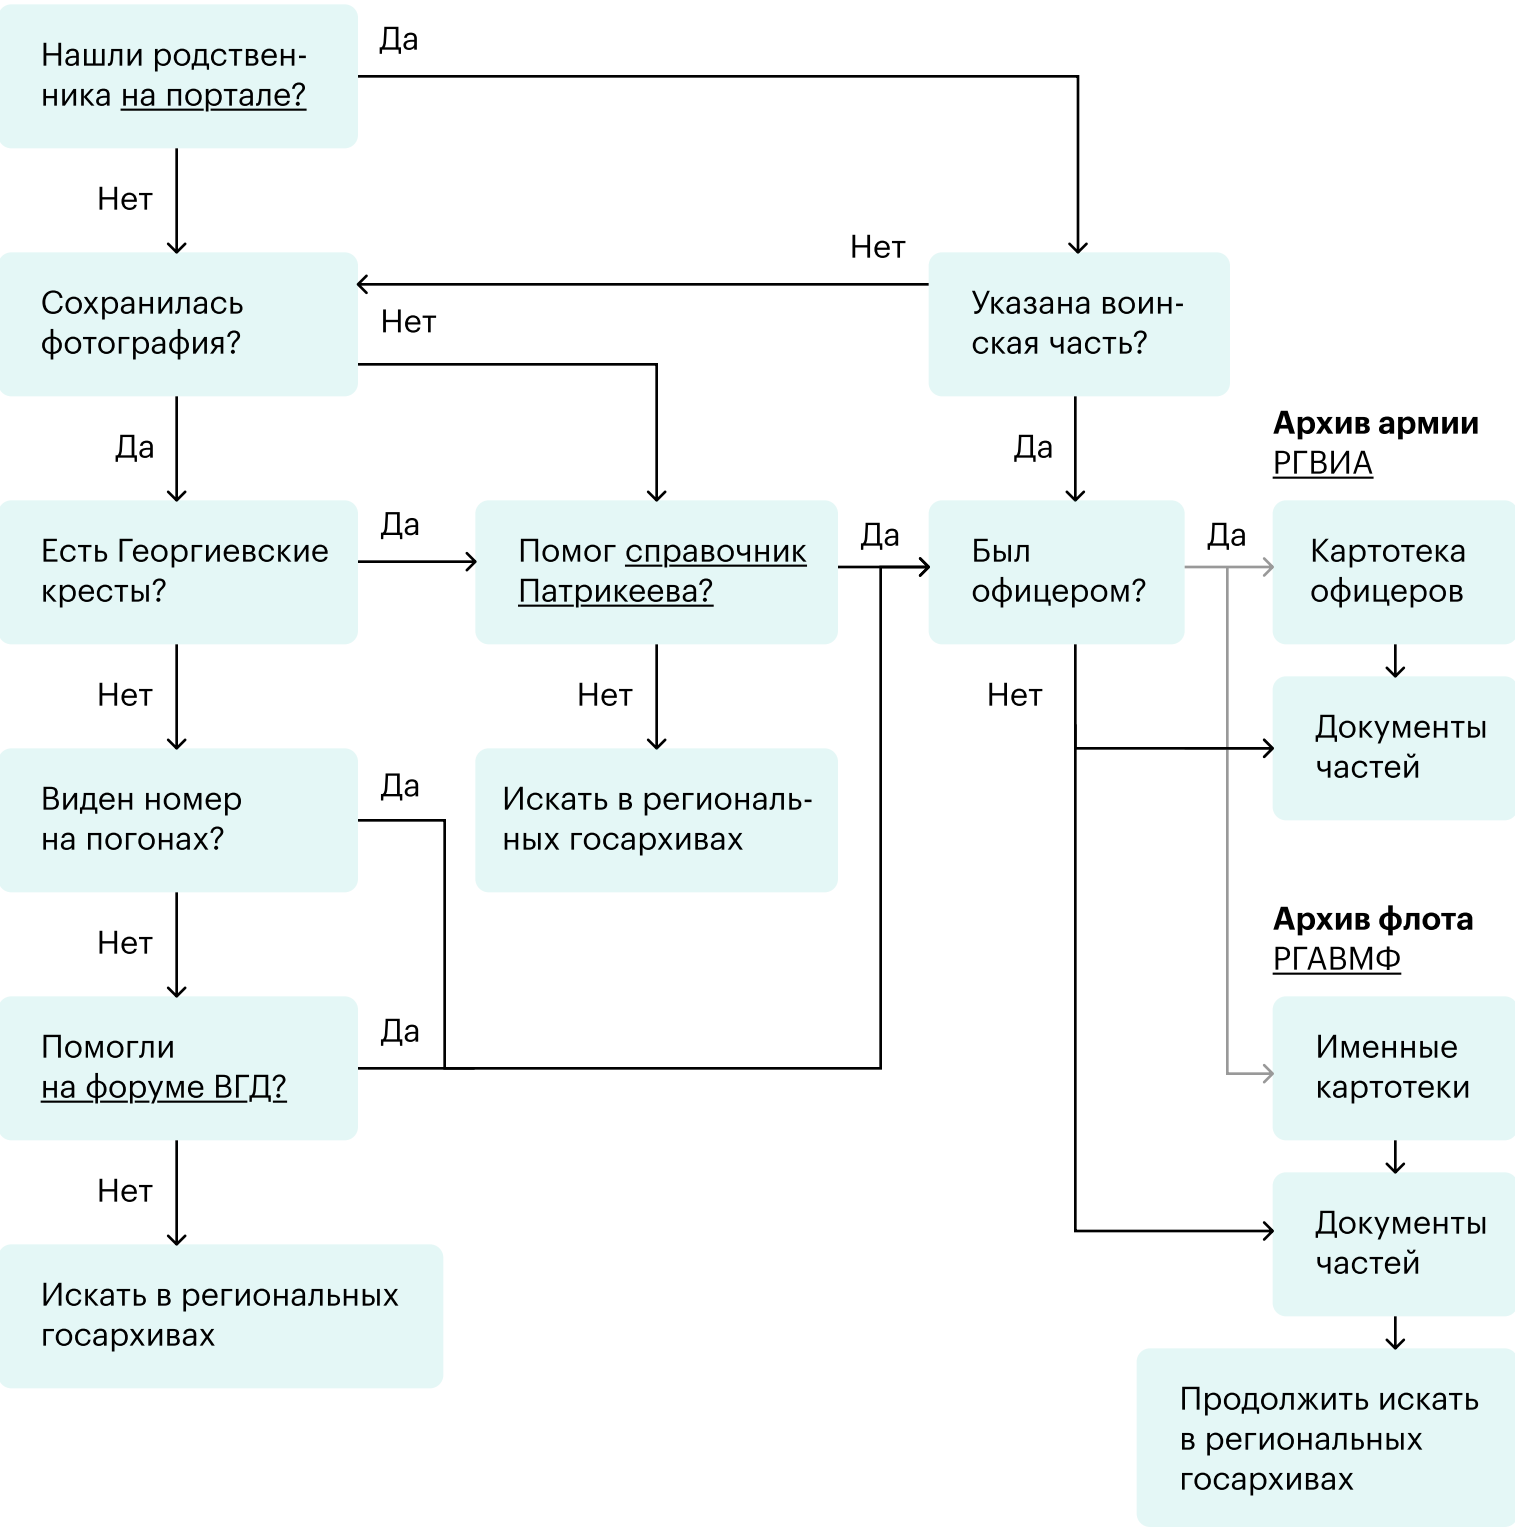 Нашли родствен-
ника на портале?
Да
Нет
Нет
Сохранилась
фотография?
Нет
Указана воин-
ская часть?
Да
Да
Архив армии
РГВИА
Есть Георгиевские
кресты?
Да
Помог справочник
Патрикеева?
Да
Был
офицером?
Да
Картотека
офицеров
Нет
Нет
Нет
Документы
частей
Виден номер
на погонах?
Да
Искать в региональ-
ных госархивах
Нет
Архив флота
РГАВМФ
Помогли
на форуме ВГД?
Да
Именные
картотеки
Нет
Документы
частей
Искать в региональных
госархивах
Продолжить искать
в региональных
госархивах